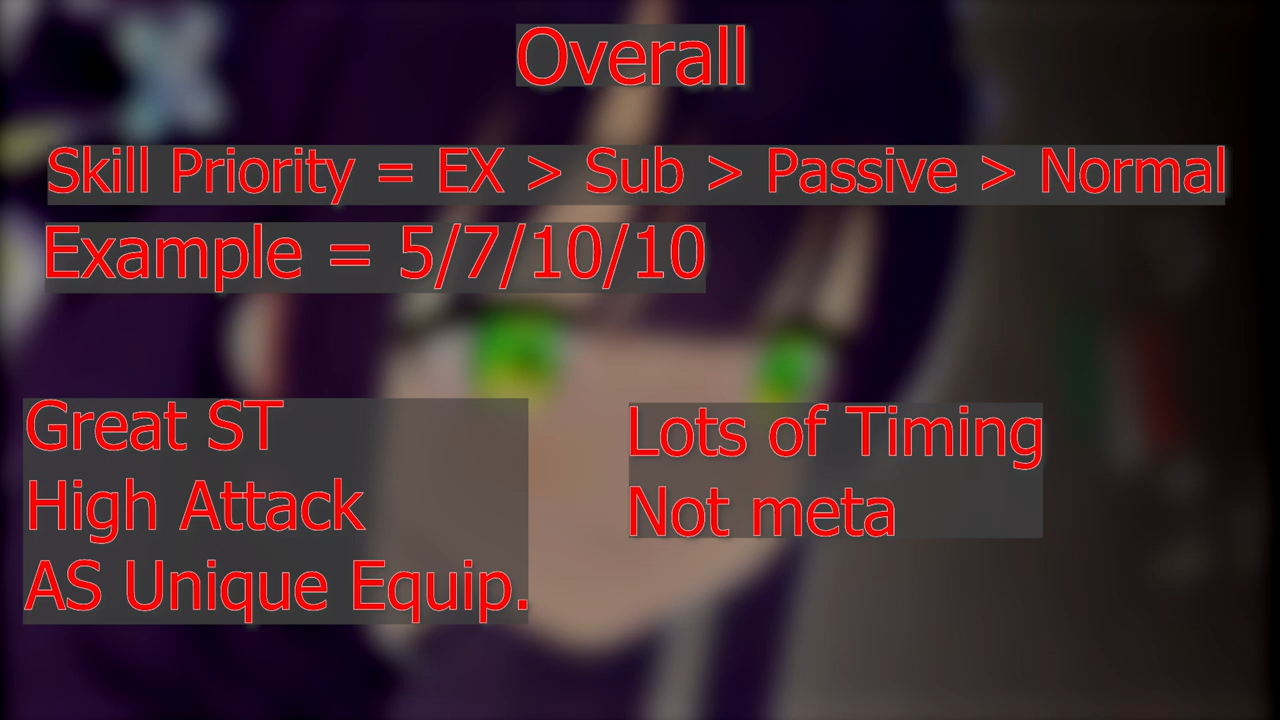 Overall
Skill Priority = EX > Sub > Passive > Normal
Example = 5/7/10/10
Great ST
High Attack
AS Unique Equip.
Lots of Timing
Not meta